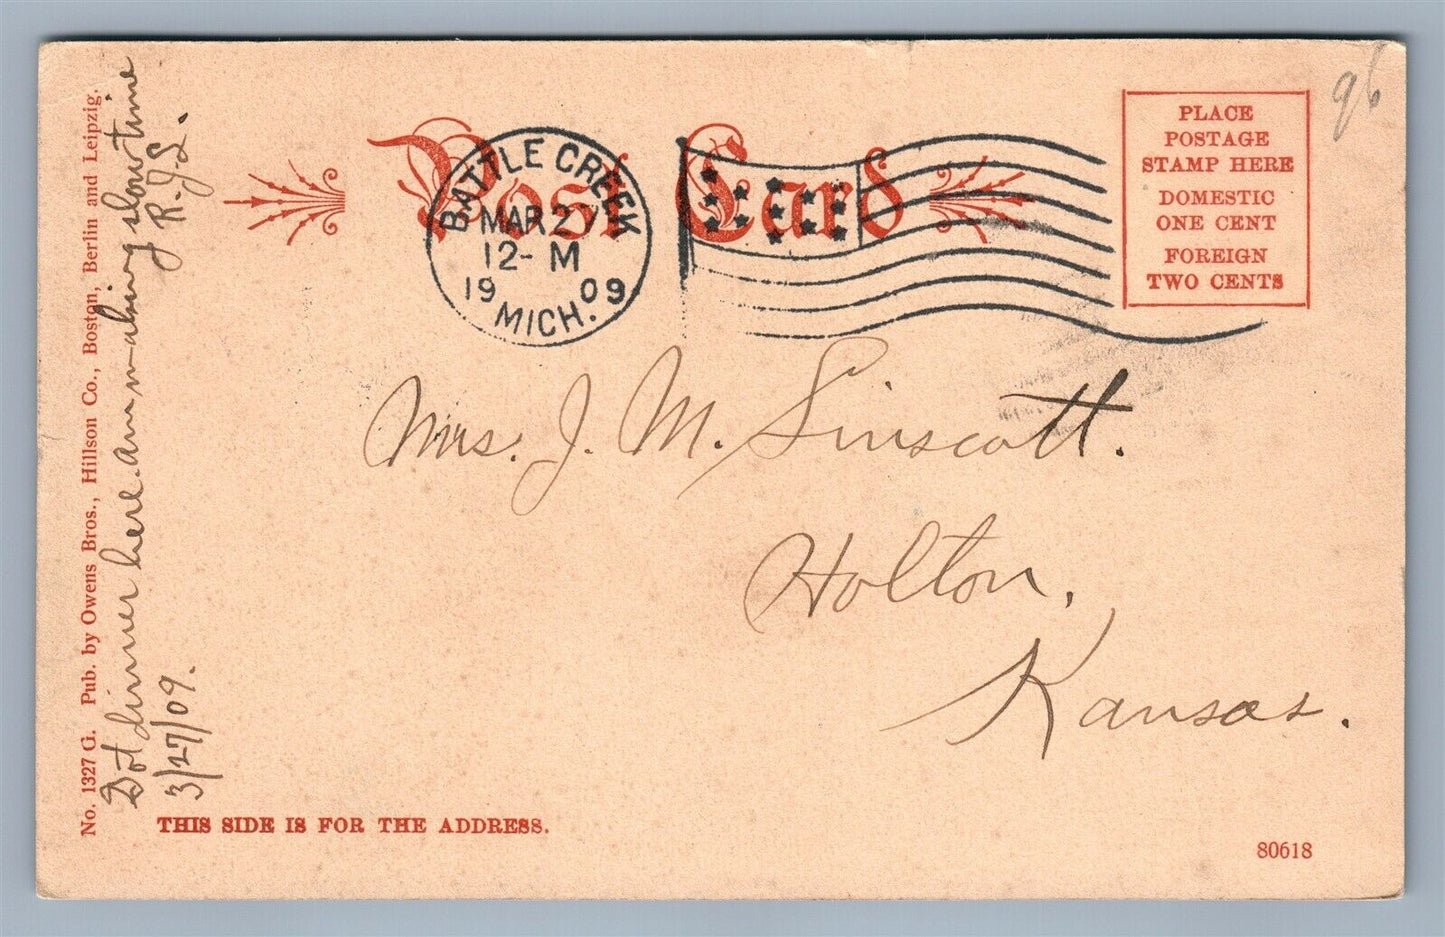 Post Card
BATTLE CREEK
MAR 27
12- M
1909
MICH.
PLACE
POSTAGE
STAMP HERE
DOMESTIC
ONE CENT
FOREIGN
TWO CENTS
96
Mrs. J. M. Linscott.
Holton,
Kansas.
No. 1327 G. Pub. by Owens Bros., Hillson Co., Boston, Berlin and Leipzig.
Got dinner here. am making slow time
3/27/09. R.J.L.
THIS SIDE IS FOR THE ADDRESS.
80618